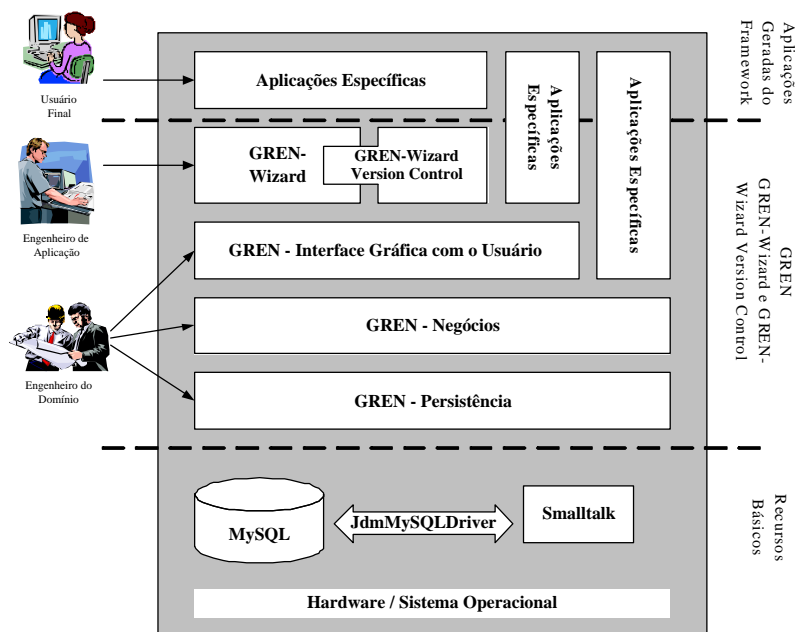 Usuário
Final
Aplicações Específicas
Aplicações
Específicas
Aplicações Específicas
Aplicações
Geradas do
Framework
Engenheiro de
Aplicação
GREN-
Wizard
GREN-Wizard
Version Control
GREN - Interface Gráfica com o Usuário
GREN
GREN-Wizard e GREN-
Wizard Version Control
Engenheiro do
Domínio
GREN - Negócios
GREN - Persistência
MySQL
JdmMySQLDriver
Smalltalk
Recursos
Básicos
Hardware / Sistema Operacional